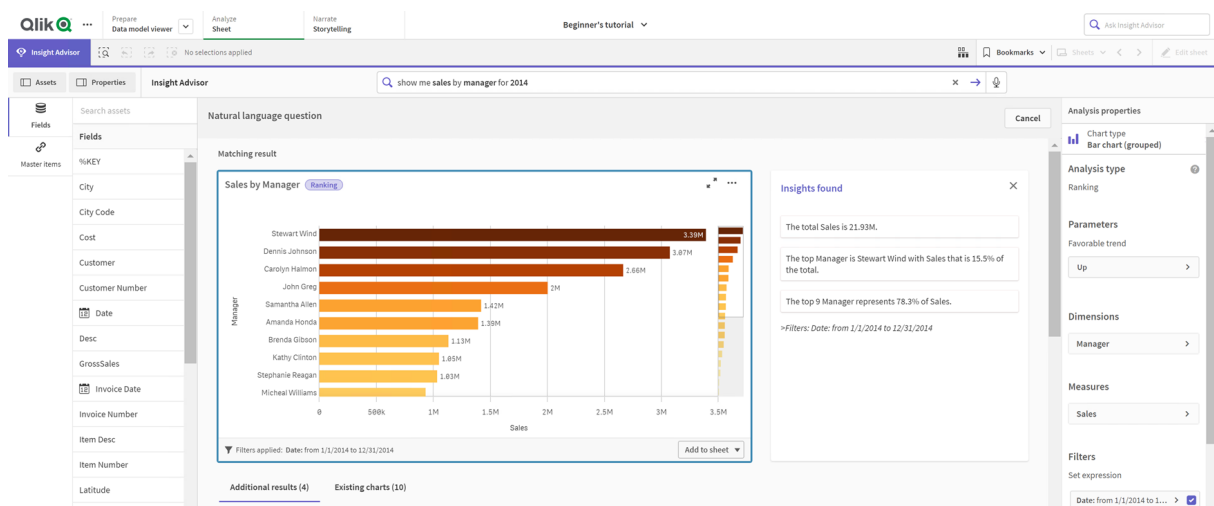 Qlik
Prepare
Data model viewer
Analyze
Sheet
Narrate
Storytelling
Beginner's tutorial
Ask Insight Advisor
Insight Advisor
No selections applied
Bookmarks
Sheets
Edit sheet
Assets
Properties
Insight Advisor
show me sales by manager for 2014
Fields
Master items
Search assets
Fields
%KEY
City
City Code
Cost
Customer
Customer Number
Date
Desc
GrossSales
Invoice Date
Invoice Number
Item Desc
Item Number
Latitude
Natural language question
Cancel
Matching result
Sales by Manager
Ranking
Manager
Stewart Wind
3.39M
Dennis Johnson
3.07M
Carolyn Halmon
2.66M
John Greg
2M
Samantha Allen
1.42M
Amanda Honda
1.39M
Brenda Gibson
1.13M
Kathy Clinton
1.05M
Stephanie Reagan
1.03M
Micheal Williams
0 500k 1M 1.5M 2M 2.5M 3M 3.5M
Sales
Filters applied: Date: from 1/1/2014 to 12/31/2014
Add to sheet
Additional results (4)
Existing charts (10)
Insights found
The total Sales is 21.93M.
The top Manager is Stewart Wind with Sales that is 15.5% of
the total.
The top 9 Manager represents 78.3% of Sales.
>Filters: Date: from 1/1/2014 to 12/31/2014
Analysis properties
Chart type
Bar chart (grouped)
Analysis type
Ranking
Parameters
Favorable trend
Up
Dimensions
Manager
Measures
Sales
Filters
Set expression
Date: from 1/1/2014 to 1...